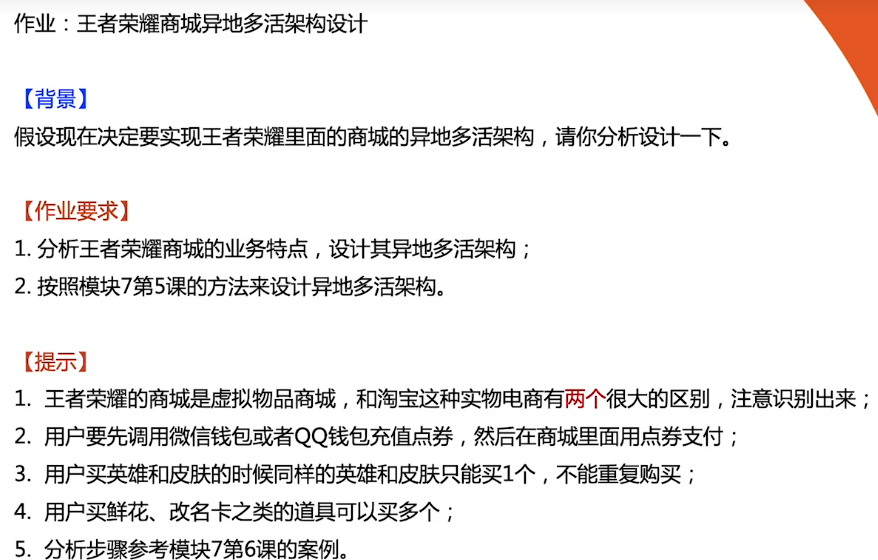 作业：王者荣耀商城异地多活架构设计
【背景】
假设现在决定要实现王者荣耀里面的商城的异地多活架构，请你分析设计一下。
【作业要求】
1. 分析王者荣耀商城的业务特点，设计其异地多活架构；
2. 按照模块7第5课的方法来设计异地多活架构。
【提示】
1. 王者荣耀的商城是虚拟物品商城，和淘宝这种实物电商有两个很大的区别，注意识别出来；
2. 用户要先调用微信钱包或者QQ钱包充值点券，然后在商城里面用点券支付；
3. 用户买英雄和皮肤的时候同样的英雄和皮肤只能买1个，不能重复购买；
4. 用户买鲜花、改名卡之类的道具可以买多个；
5. 分析步骤参考模块7第6课的案例。